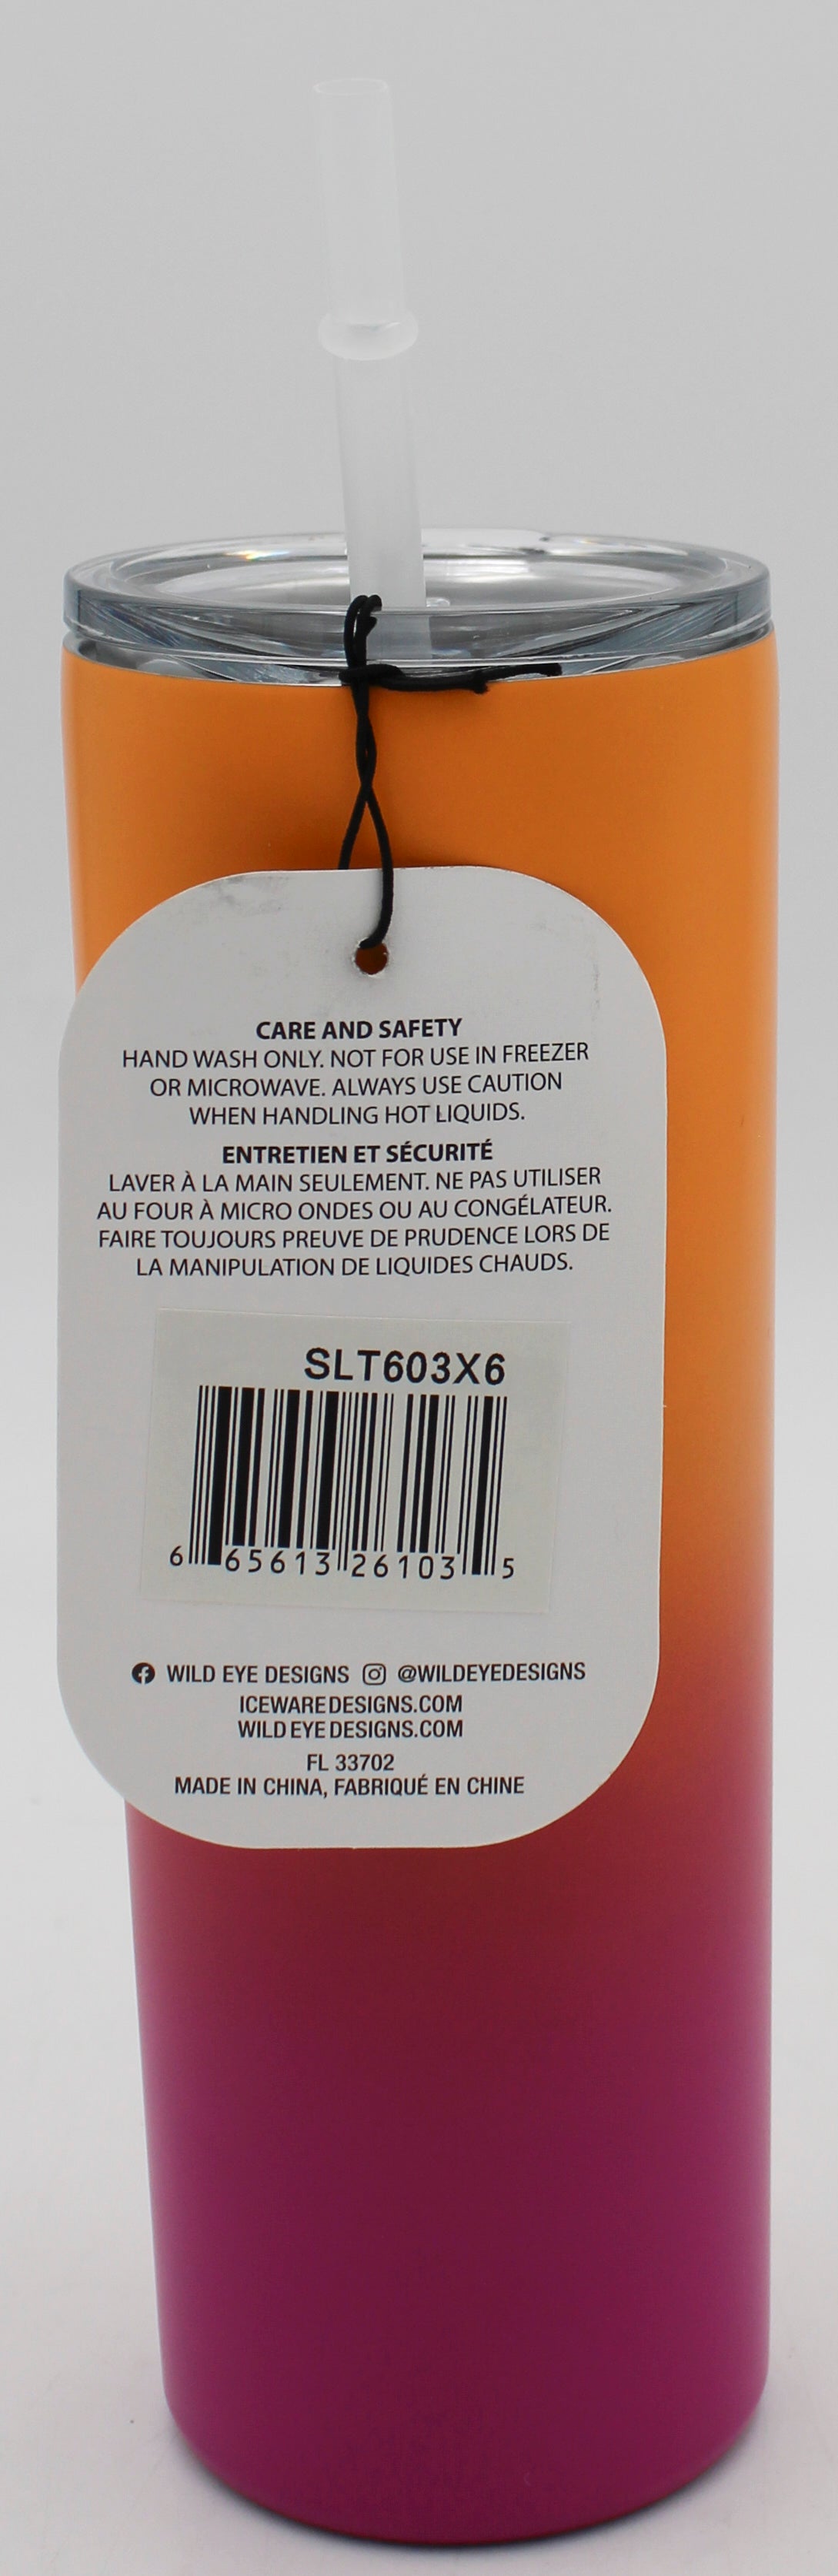 CARE AND SAFETY
HAND WASH ONLY. NOT FOR USE IN FREEZER
OR MICROWAVE. ALWAYS USE CAUTION
WHEN HANDLING HOT LIQUIDS.
ENTRETIEN ET SÉCURITÉ
LAVER À LA MAIN SEULEMENT. NE PAS UTILISER
AU FOUR À MICRO ONDES OU AU CONGÉLATEUR.
FAIRE TOUJOURS PREUVE DE PRUDENCE LORS DE
LA MANIPULATION DE LIQUIDES CHAUDS.
SLT603X6
6 65613 26103 5
WILD EYE DESIGNS @WILDEYEDESIGNS
ICEWAREDESIGNS.COM
WILDEYEDESIGNS.COM
FL 33702
MADE IN CHINA, FABRIQUÉ EN CHINE